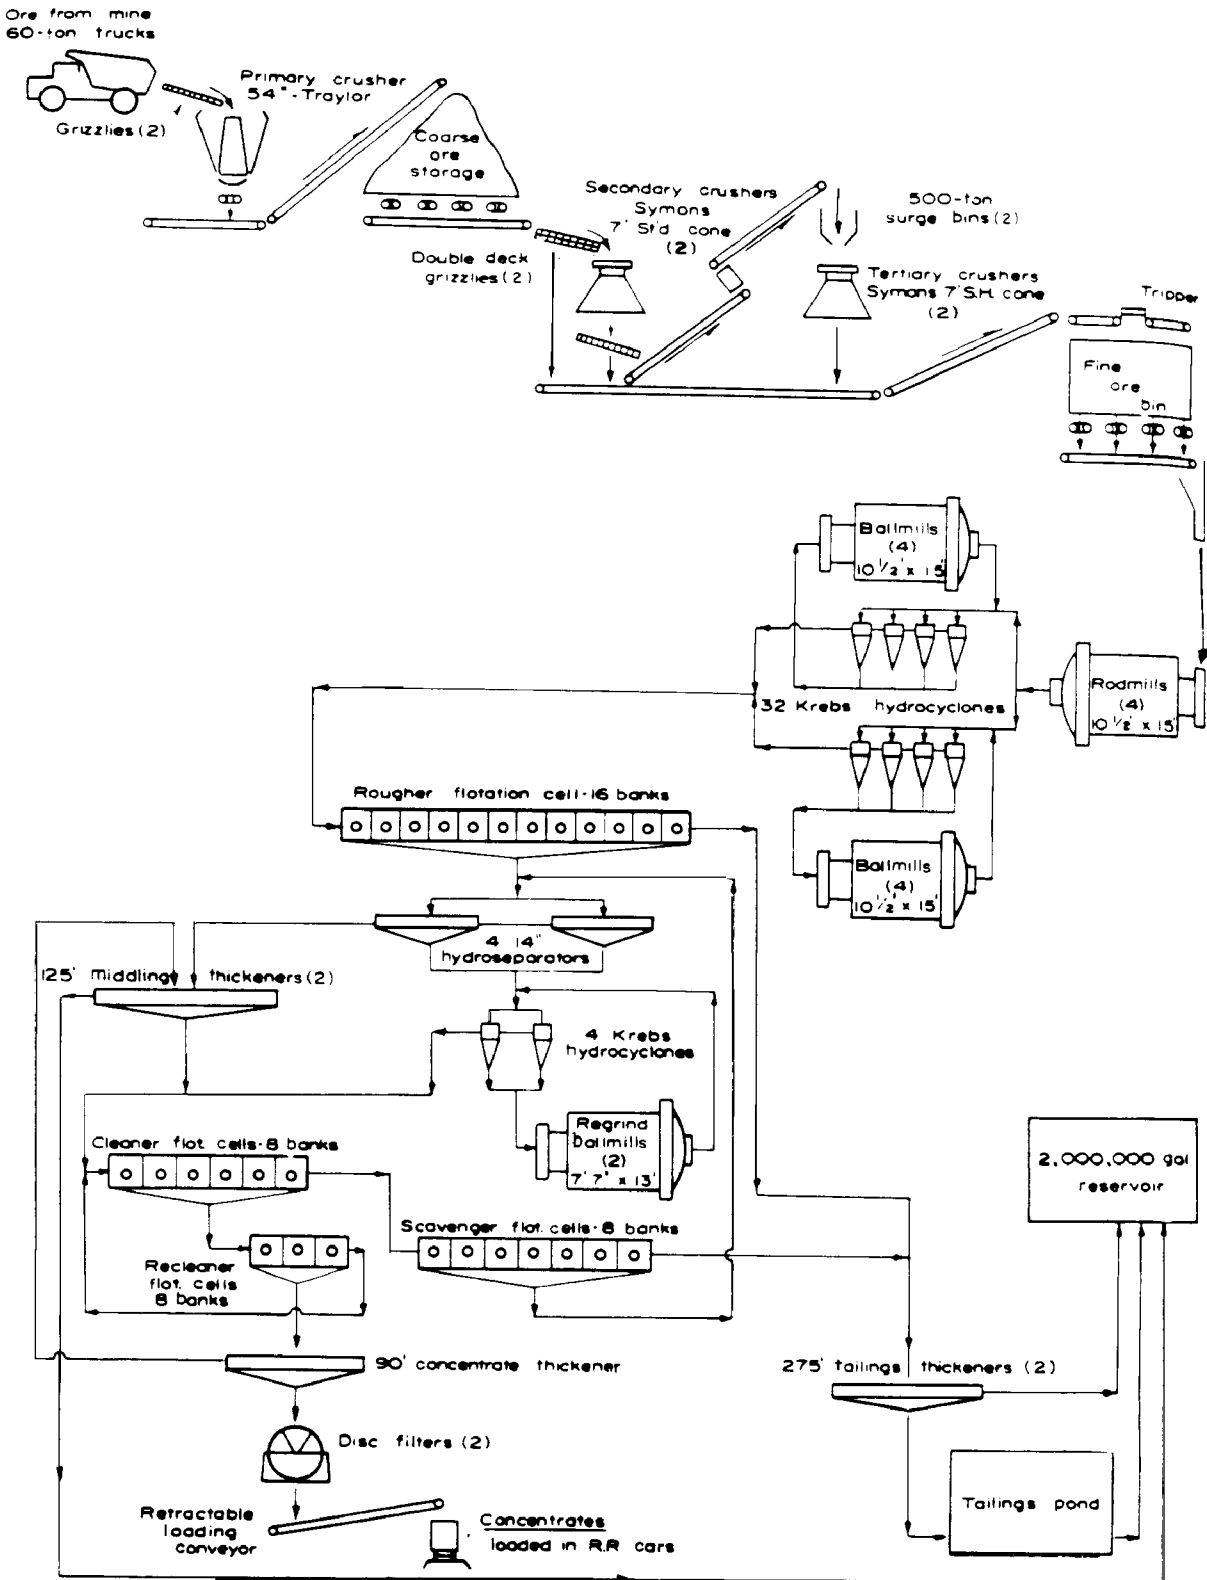 Ore from mine
60-ton trucks
Primary crusher
54"-Traylor
Grizzlies (2)
Coarse
ore
storage
Secondary crushers
Symons
7' St'd cone
(2)
500-ton
surge bins (2)
Double deck
grizzlies (2)
Tertiary crushers
Symans 7' S.H. cone
(2)
Tripper
Fine
ore
bin
Ballmills
(4)
10 1/2' x 15'
32 Krebs hydrocyclones
Rodmills
(4)
10 1/2' x 15'
Rougher flotation cell-16 banks
Ballmills
(4)
10 1/2' x 15'
4 14"
hydroseparators
125' Middling thickeners (2)
4 Krebs
hydrocyclones
Regrind
ballmills
(2)
7' 7" x 13'
Cleaner flot cells-8 banks
2,000,000 gal
reservoir
Scavenger flot. cells-8 banks
Recleaner
flot. cells
8 banks
90' concentrate thickener
275' tailings thickeners (2)
Disc filters (2)
Tailings pond
Retractable
loading
conveyor
Concentrates
loaded in R.R cars